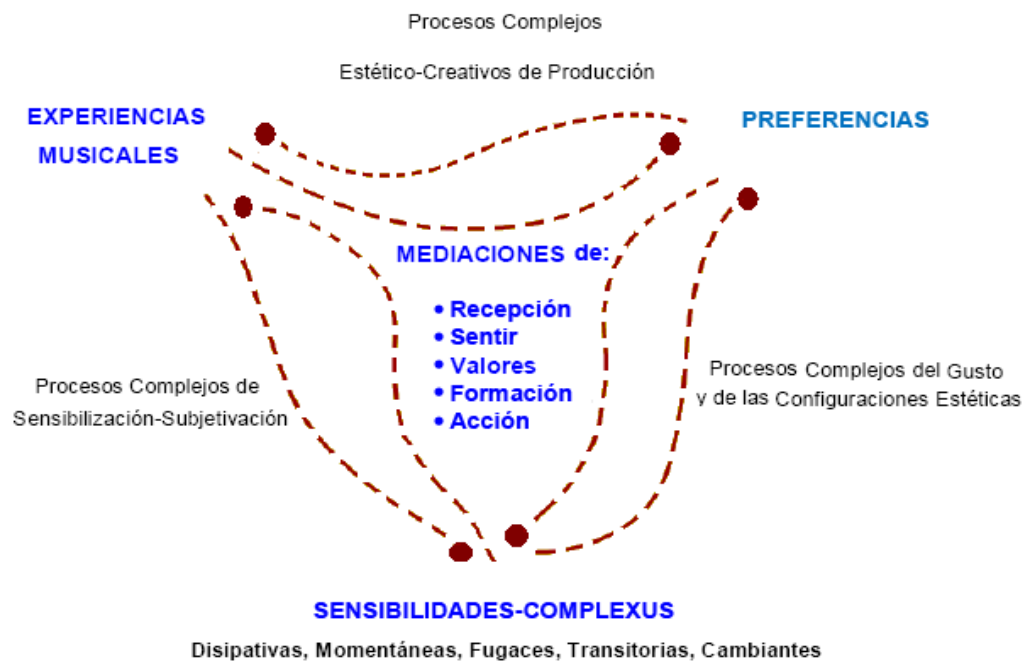 Procesos Complejos
Estético-Creativos de Producción
EXPERIENCIAS
MUSICALES
PREFERENCIAS
MEDIACIONES de:
• Recepción
• Sentir
• Valores
• Formación
• Acción
Procesos Complejos de
Sensibilización-Subjetivación
Procesos Complejos del Gusto
y de las Configuraciones Estéticas
SENSIBILIDADES-COMPLEXUS
Disipativas, Momentáneas, Fugaces, Transitorias, Cambiantes